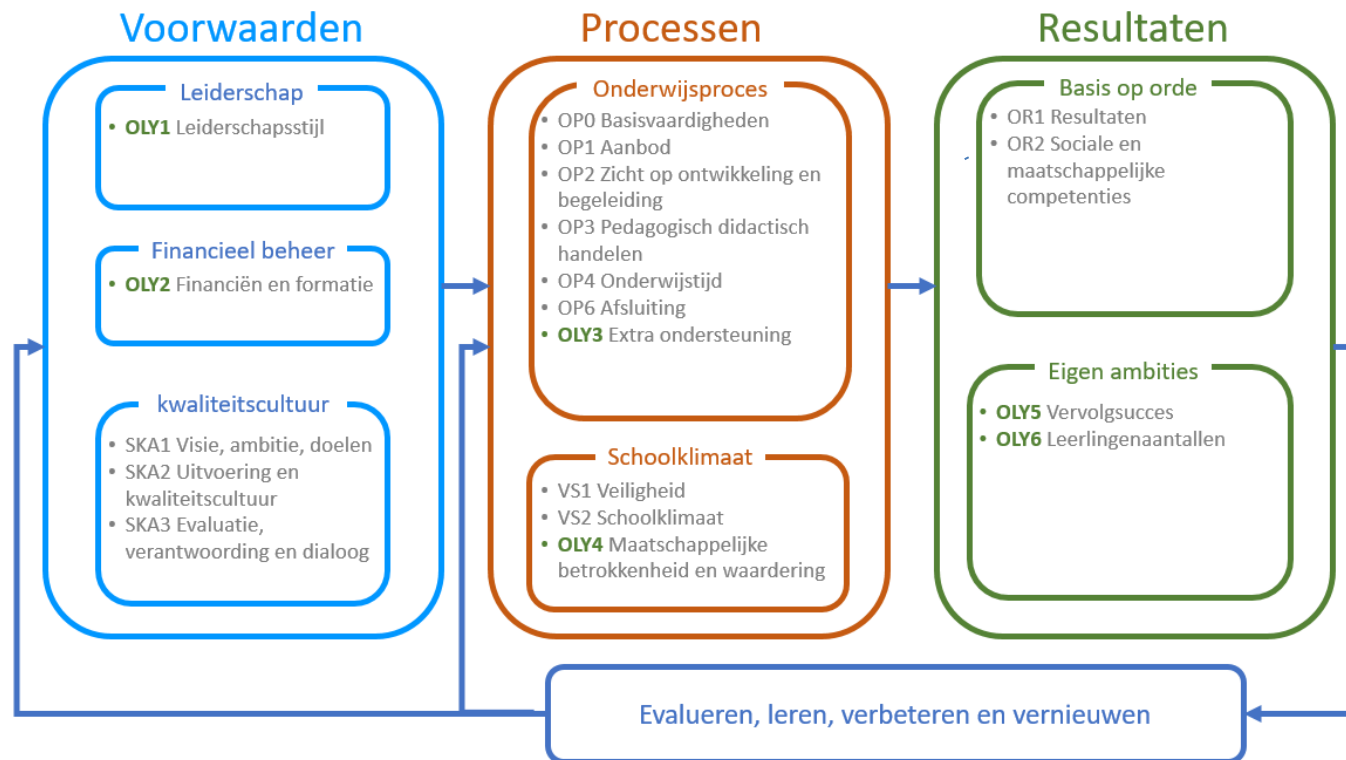 Voorwaarden
Leiderschap
• OLY1 Leiderschapsstijl
Financieel beheer
• OLY2 Financiën en formatie
kwaliteitscultuur
• SKA1 Visie, ambitie, doelen
• SKA2 Uitvoering en
kwaliteitscultuur
• SKA3 Evaluatie,
verantwoording en dialoog
Processen
Onderwijsproces
• OP0 Basisvaardigheden
• OP1 Aanbod
• OP2 Zicht op ontwikkeling en
begeleiding
• OP3 Pedagogisch didactisch
handelen
• OP4 Onderwijstijd
• OP6 Afsluiting
• OLY3 Extra ondersteuning
Schoolklimaat
• VS1 Veiligheid
• VS2 Schoolklimaat
• OLY4 Maatschappelijke
betrokkenheid en waardering
Resultaten
Basis op orde
• OR1 Resultaten
• OR2 Sociale en
maatschappelijke
competenties
Eigen ambities
• OLY5 Vervolgsucces
• OLY6 Leerlingenaantallen
Evalueren, leren, verbeteren en vernieuwen